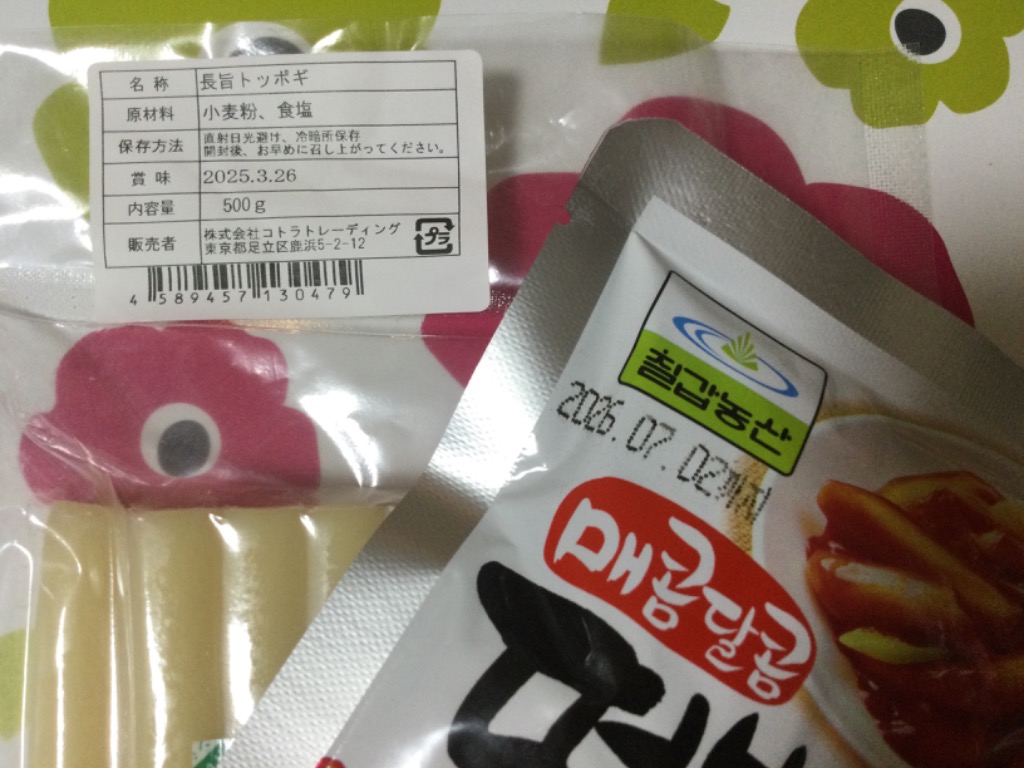 名 称 長旨トッポギ
原材料 小麦粉、食塩
保存方法 直射日光避け、冷暗所保存
開封後、お早めに召し上がってください。
賞 味 2025.3.26
内容量 500g
販売者 株式会社コトラトレーディング
東京都足立区鹿浜5-2-12
プラ
4 589457 130479
칠갑농산
2026.07.02까지
매콤달콤